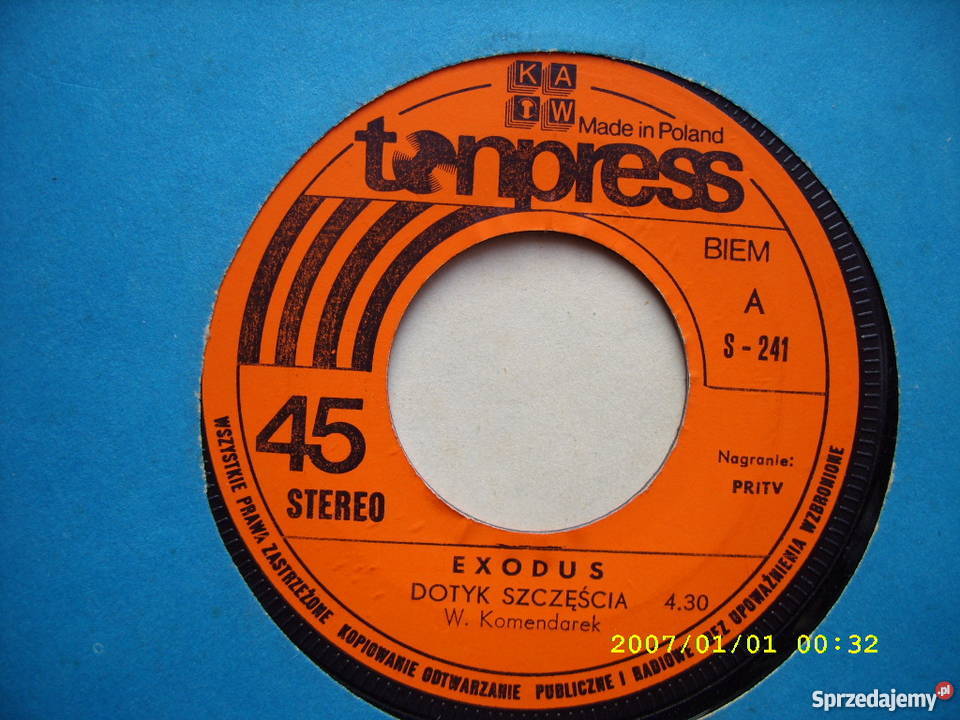 KA
W
Made in Poland
tonpress
BIEM
A
S - 241
45
STEREO
Nagranie:
PRITV
EXODUS
DOTYK SZCZĘŚCIA 4.30
W. Komendarek
WSZYSTKIE PRAWA ZASTRZEŻONE KOPIOWANIE ODTWARZANIE PUBLICZNE I RADIOWE BEZ UPOWAŻNIENIA WZBRONIONE
2007/01/01 00:32
Sprzedajemy.pl